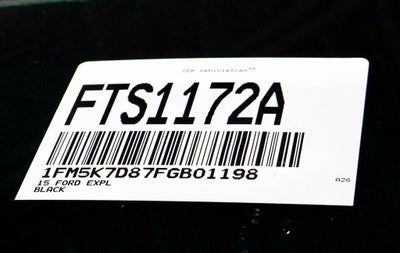 CDK VehicleScan™
FTS1172A
1FM5K7D87FGB01198
15 FORD EXPL
BLACK
A26